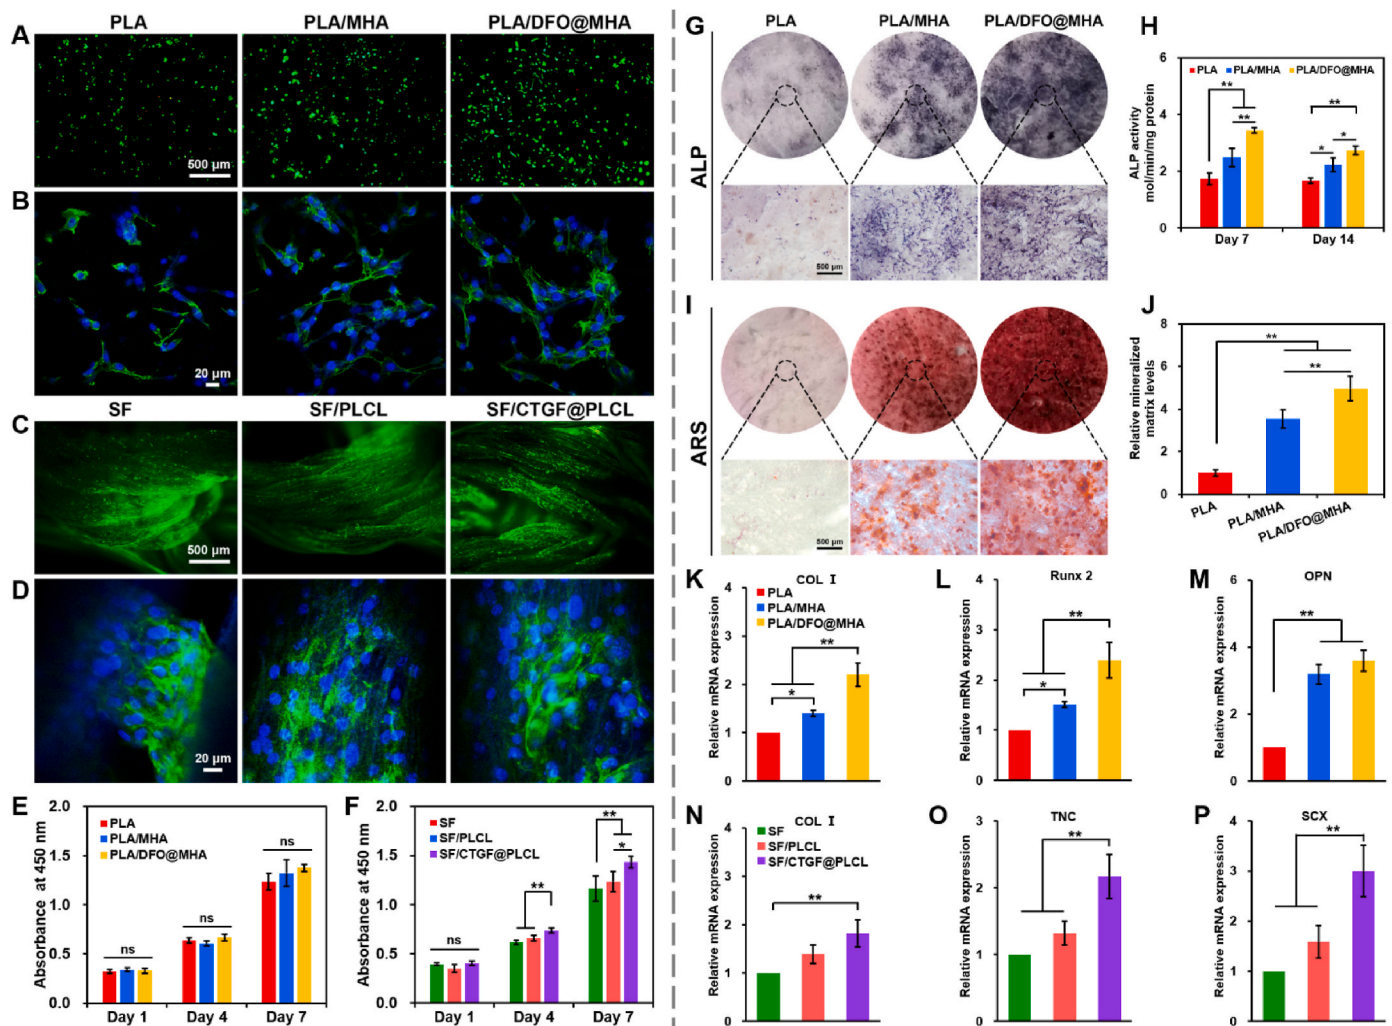 A
PLA
PLA/MHA
PLA/DFO@MHA
500 µm
B
20 µm
SF
SF/PLCL
SF/CTGF@PLCL
C
500 µm
D
20 µm
E
Absorbance at 450 nm
2.0
1.5
1.0
0.5
0.0
PLA
PLA/MHA
PLA/DFO@MHA
ns
ns
ns
Day 1
Day 4
Day 7
F
Absorbance at 450 nm
2.0
1.5
1.0
0.5
0.0
SF
SF/PLCL
SF/CTGF@PLCL
ns
**
**
*
Day 1
Day 4
Day 7
G
PLA
PLA/MHA
PLA/DFO@MHA
ALP
500 µm
H
ALP activity
mol/min/mg protein
6
4
2
0
PLA
PLA/MHA
PLA/DFO@MHA
**
**
**
*
*
Day 7
Day 14
I
ARS
500 µm
J
Relative mineralized
matrix levels
8
6
4
2
0
**
**
PLA
PLA/MHA
PLA/DFO@MHA
K
COL I
Relative mRNA expression
4
3
2
1
0
PLA
PLA/MHA
PLA/DFO@MHA
**
*
L
Runx 2
Relative mRNA expression
4
3
2
1
0
**
*
M
OPN
Relative mRNA expression
6
4
2
0
**
N
COL I
Relative mRNA expression
4
3
2
1
0
SF
SF/PLCL
SF/CTGF@PLCL
**
O
TNC
Relative mRNA expression
3
2
1
0
**
P
SCX
Relative mRNA expression
4
3
2
1
0
**